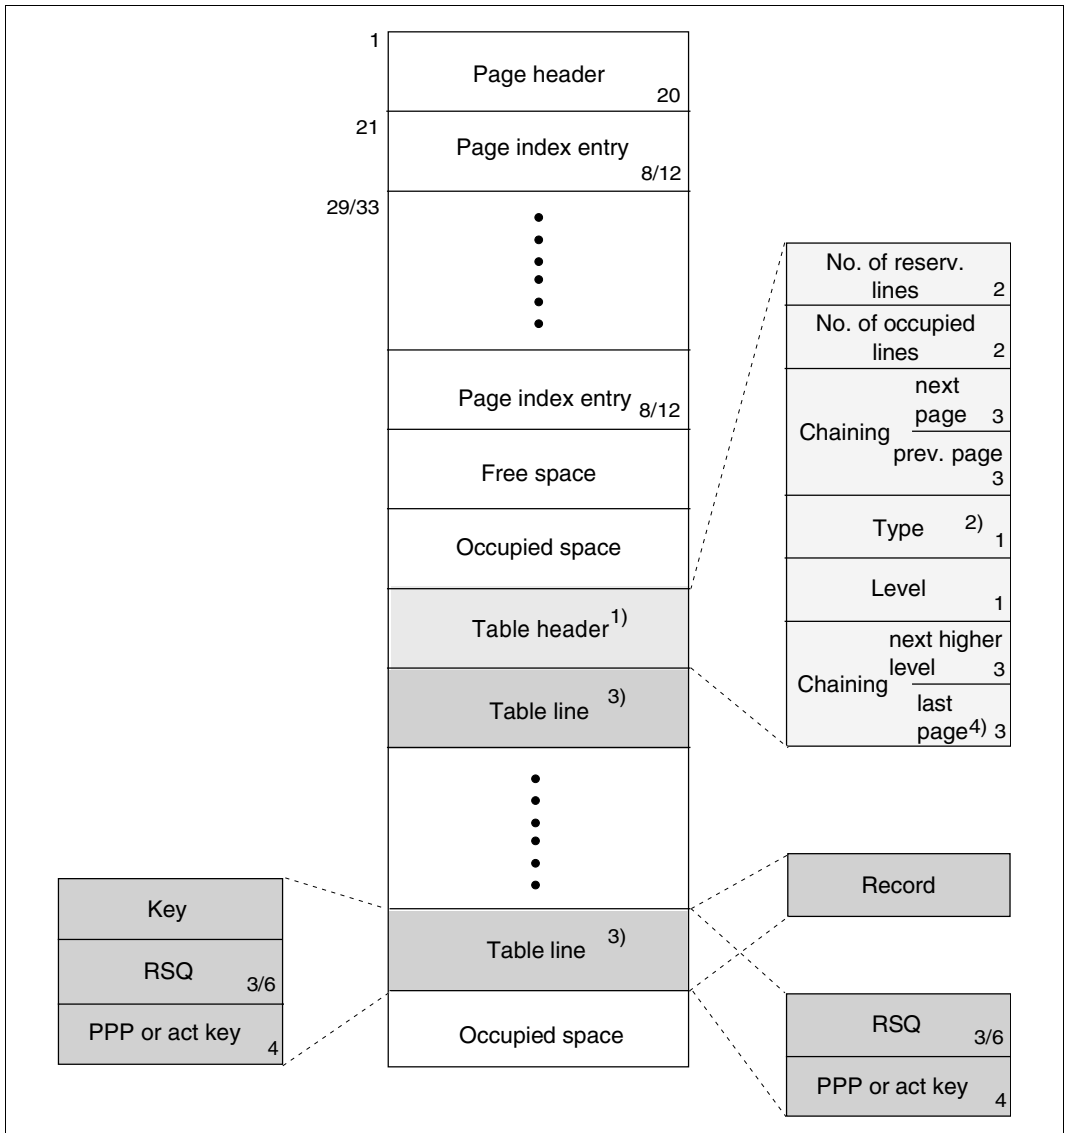 1
Page header
20
21
Page index entry
8/12
29/33
Page index entry 8/12
Free space
Occupied space
Table header1)
Table line 3)
Table line 3)
Occupied space
No. of reserv.
lines 2
No. of occupied
lines 2
Chaining
next
page 3
prev. page
3
Type 2) 1
Level 1
Chaining
next higher
level 3
last
page4) 3
Key
RSQ 3/6
PPP or act key 4
Record
RSQ 3/6
PPP or act key 4